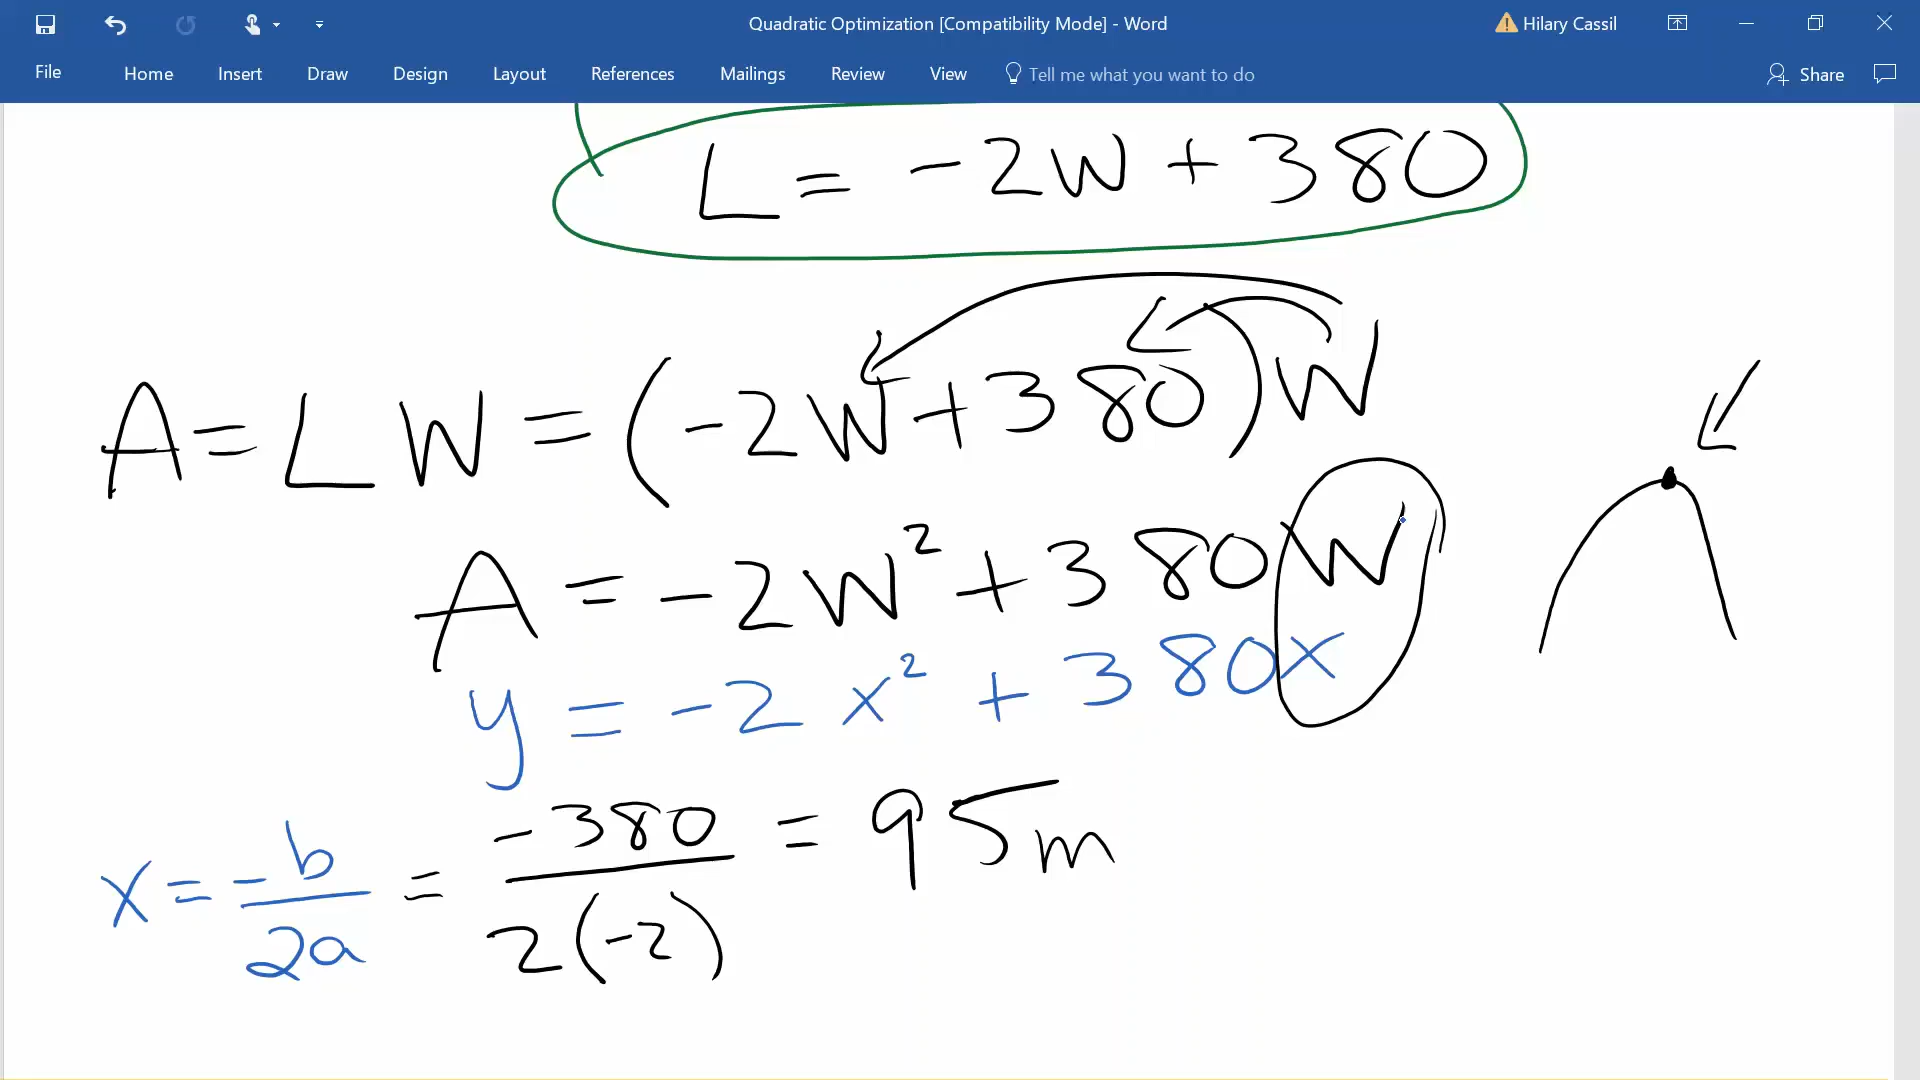 Quadratic Optimization [Compatibility Mode] - Word
Hilary Cassil
File Home Insert Draw Design Layout References Mailings Review View Tell me what you want to do Share
L = -2W + 380
A = L W = (-2W + 380) W
A = -2W² + 380W
y = -2x² + 380x
x = -b/2a = -380/2(-2) = 95m